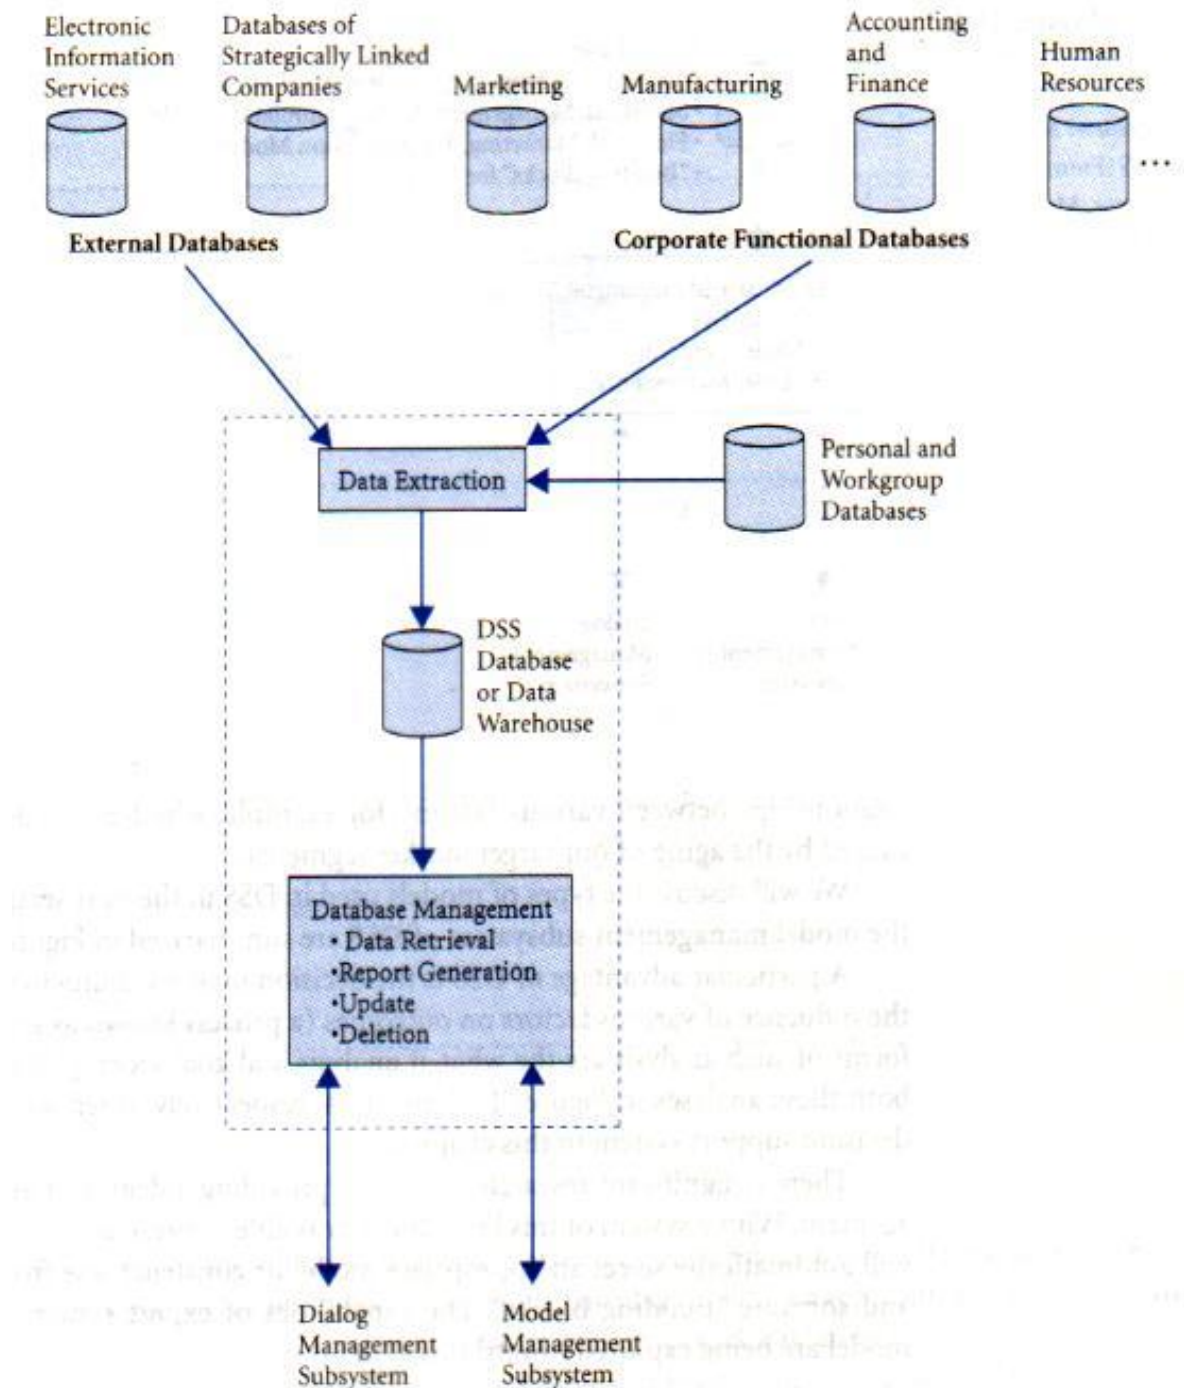 Electronic
Information
Services
Databases of
Strategically Linked
Companies
Marketing
Manufacturing
Accounting
and
Finance
Human
Resources
...
External Databases
Corporate Functional Databases
Data Extraction
Personal and
Workgroup
Databases
DSS
Database
or Data
Warehouse
Database Management
• Data Retrieval
•Report Generation
•Update
•Deletion
Dialog
Management
Subsystem
Model
Management
Subsystem